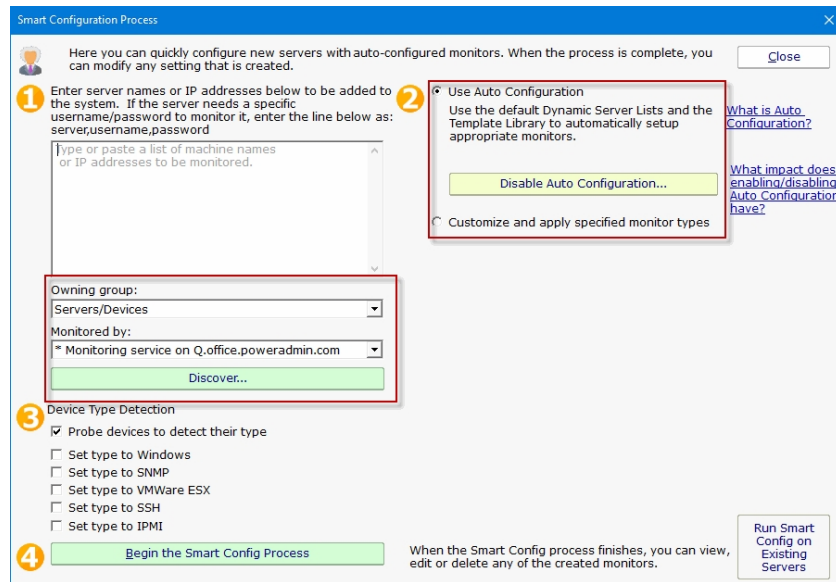 Smart Configuration Process
Here you can quickly configure new servers with auto-configured monitors. When the process is complete, you
can modify any setting that is created.
Close
1
Enter server names or IP addresses below to be added to
the system. If the server needs a specific
username/password to monitor it, enter the line below as:
server,username,password
Type or paste a list of machine names
or IP addresses to be monitored.
Owning group:
Servers/Devices
Monitored by:
* Monitoring service on Q.office.poweradmin.com
Discover...
2
Use Auto Configuration
Use the default Dynamic Server Lists and the
Template Library to automatically setup
appropriate monitors.
Disable Auto Configuration...
Customize and apply specified monitor types
What is Auto
Configuration?
What impact does
enabling/disabling
Auto Configuration
have?
3
Device Type Detection
Probe devices to detect their type
Set type to Windows
Set type to SNMP
Set type to VMWare ESX
Set type to SSH
Set type to IPMI
4
Begin the Smart Config Process
When the Smart Config process finishes, you can view,
edit or delete any of the created monitors.
Run Smart
Config on
Existing
Servers